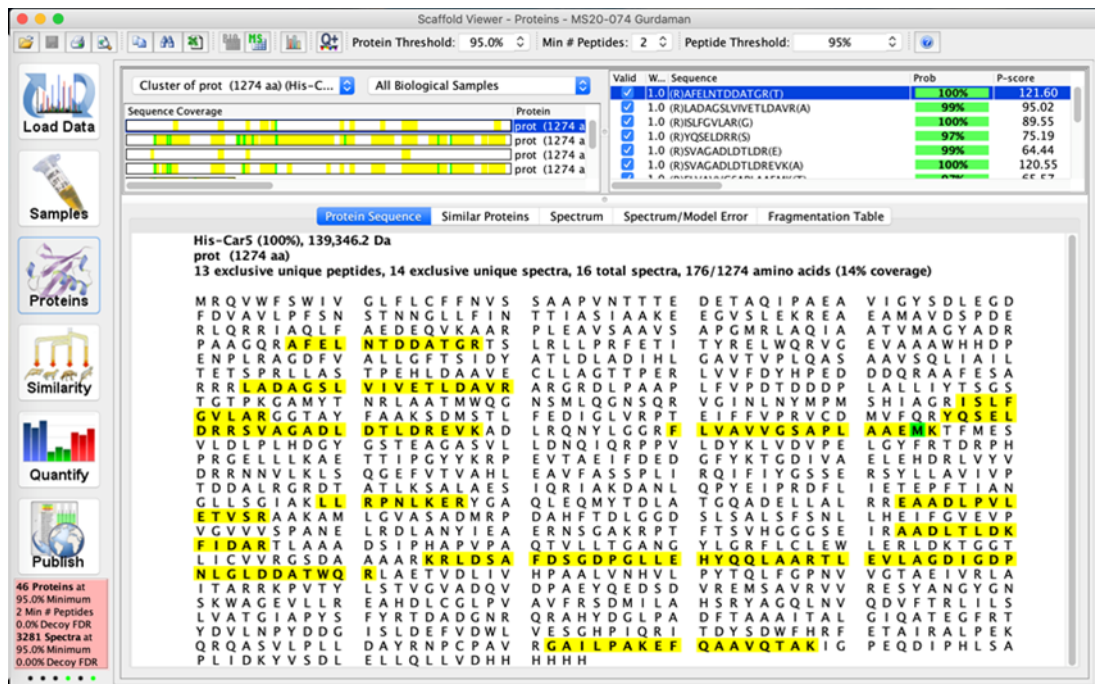 Scaffold Viewer - Proteins - MS20-074 Gurdaman
Protein Threshold: 95.0% Min # Peptides: 2 Peptide Threshold: 95%
Load Data
Samples
Proteins
Similarity
Quantify
Publish
46 Proteins at
95.0% Minimum
2 Min # Peptides
0.0% Decoy FDR
3281 Spectra at
95.0% Minimum
0.00% Decoy FDR
Cluster of prot (1274 aa) (His-C... All Biological Samples
Sequence Coverage Protein
prot (1274 a
prot (1274 a
prot (1274 a
prot (1274 a
Valid W... Sequence Prob P-score
1.0 (R)AFELNTDDATGR(T) 100% 121.60
1.0 (R)LADAGSLVIVETLDAVR(A) 99% 95.02
1.0 (R)ISLFGVLAR(G) 100% 89.55
1.0 (R)YQSELDRR(S) 97% 75.19
1.0 (R)SVAGADLDTLDR(E) 99% 64.44
1.0 (R)SVAGADLDTLDREVK(A) 100% 120.55
Protein Sequence Similar Proteins Spectrum Spectrum/Model Error Fragmentation Table
His-Car5 (100%), 139,346.2 Da
prot (1274 aa)
13 exclusive unique peptides, 14 exclusive unique spectra, 16 total spectra, 176/1274 amino acids (14% coverage)
M R Q V W F S W I V G L F L C F F N V S S A A P V N T T T E D E T A Q I P A E A V I G Y S D L E G D
F D V A V L P F S N S T N N G L L F I N T T I A S I A A K E E G V S L E K R E A E A M A V D S P D E
R L Q R R I A Q L F A E D E Q V K A A R P L E A V S A A V S A P G M R L A Q I A A T V M A G Y A D R
P A A G Q R A F E L N T D D A T G R T S L R L L P R F E T I T Y R E L W Q R V G E V A A A W H H D P
E N P L R A G D F V A L L G F T S I D Y A T L D L A D I H L G A V T V P L Q A S A A V S Q L I A I L
T E T S P R L L A S T P E H L D A A V E C L L A G T T P E R L V V F D Y H P E D D D Q R A A F E S A
R R R L A D A G S L V I V E T L D A V R A R G R D L P A A P L F V P D T D D D P L A L L I Y T S G S
T G T P K G A M Y T N R L A A T M W Q G N S M L Q G N S Q R V G I N L N Y M P M S H I A G R I S L F
G V L A R G G T A Y F A A K S D M S T L F E D I G L V R P T E I F F V P R V C D M V F Q R Y Q S E L
D R R S V A G A D L D T L D R E V K A D L R Q N Y L G G R F L V A V V G S A P L A A E M K T F M E S
V L D L P L H D G Y G S T E A G A S V L L D N Q I Q R P P V L D Y K L V D V P E L G Y F R T D R P H
P R G E L L L K A E T T I P G Y Y K R P E V T A E I F D E D G F Y K T G D I V A E L E H D R L V Y V
D R R N N V L K L S Q G E F V T V A H L E A V F A S S P L I R Q I F I Y G S S E R S Y L L A V I V P
T D D A L R G R D T A T L K S A L A E S I Q R I A K D A N L Q P Y E I P R D F L I E T E P F T I A N
G L L S G I A K L L R P N L K E R Y G A Q L E Q M Y T D L A T G Q A D E L L A L R R E A A D L P V L
E T V S R A A K A M L G V A S A D M R P D A H F T D L G G D S L S A L S F S N L L H E I F G V E V P
V G V V V S P A N E L R D L A N Y I E A E R N S G A K R P T F T S V H G G G S E I R A A D L T L D K
F I D A R T L A A A D S I P H A P V P A Q T V L L T G A N G Y L G R F L C L E W L E R L D K T G G T
L I C V V R G S D A A A A R K R L D S A F D S G D P G L L E H Y Q Q L A A R T L E V L A G D I G D P
N L G L D D A T W Q R L A E T V D L I V H P A A L V N H V L P Y T Q L F G P N V V G T A E I V R L A
I T A R R K P V T Y L S T V G V A D Q V D P A E Y Q E D S D V R E M S A V R V V R E S Y A N G Y G N
S K W A G E V L L R E A H D L C G L P V A V F R S D M I L A H S R Y A G Q L N V Q D V F T R L I L S
L V A T G I A P Y S F Y R T D A D G N R Q R A H Y D G L P A D F T A A A I T A L G I Q A T E G F R T
Y D V L N P Y D D G I S L D E F V D W L V E S G H P I Q R I T D Y S D W F H R F E T A I R A L P E K
Q R Q A S V L P L L D A Y R N P C P A V R G A I L P A K E F Q A A V Q T A K I G P E Q D I P H L S A
P L I D K Y V S D L E L L Q L L V D H H H H H H